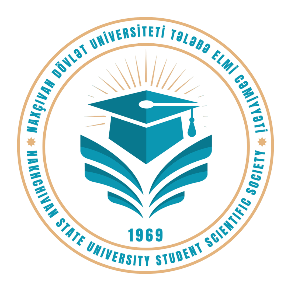 NAXÇIVAN DÖVLƏT UNİVERSİTETİ TƏLƏBƏ ELMİ CƏMİYYƏTİ
1969
NAKHCHIVAN STATE UNIVERSITY STUDENT SCIENTIFIC SOCIETY